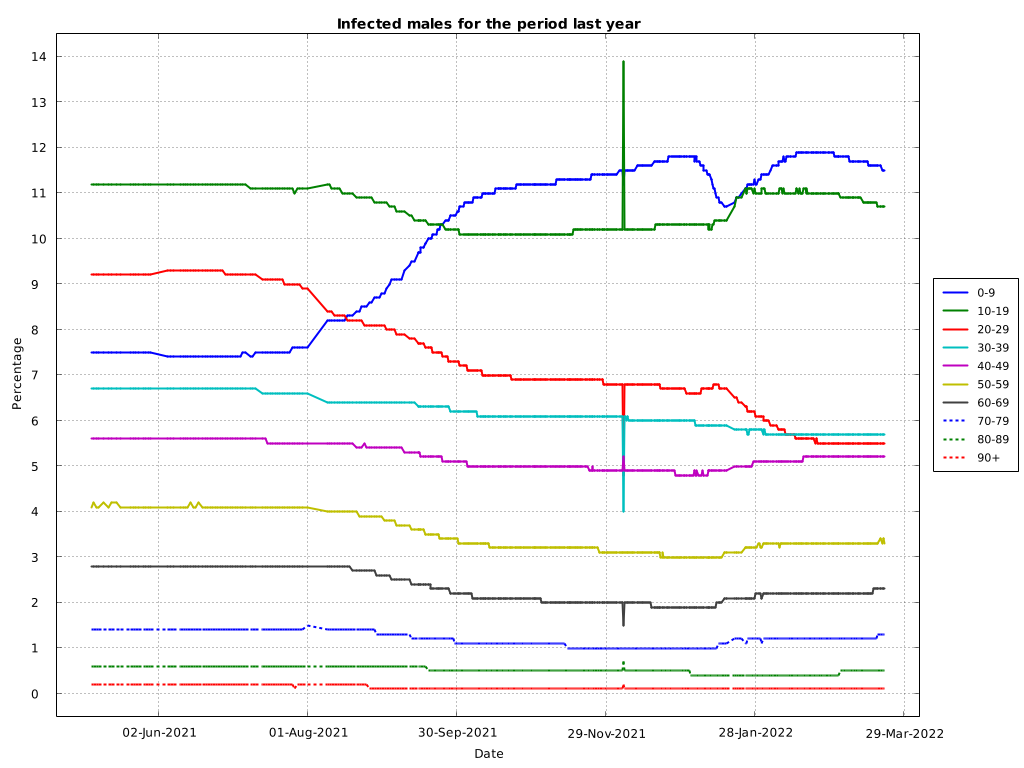 Infected males for the period last year
14
13
12
11
10
9
8
7
6
5
4
3
2
1
0
Percentage
02-Jun-2021
01-Aug-2021
30-Sep-2021
29-Nov-2021
28-Jan-2022
29-Mar-2022
Date
0-9
10-19
20-29
30-39
40-49
50-59
60-69
70-79
80-89
90+